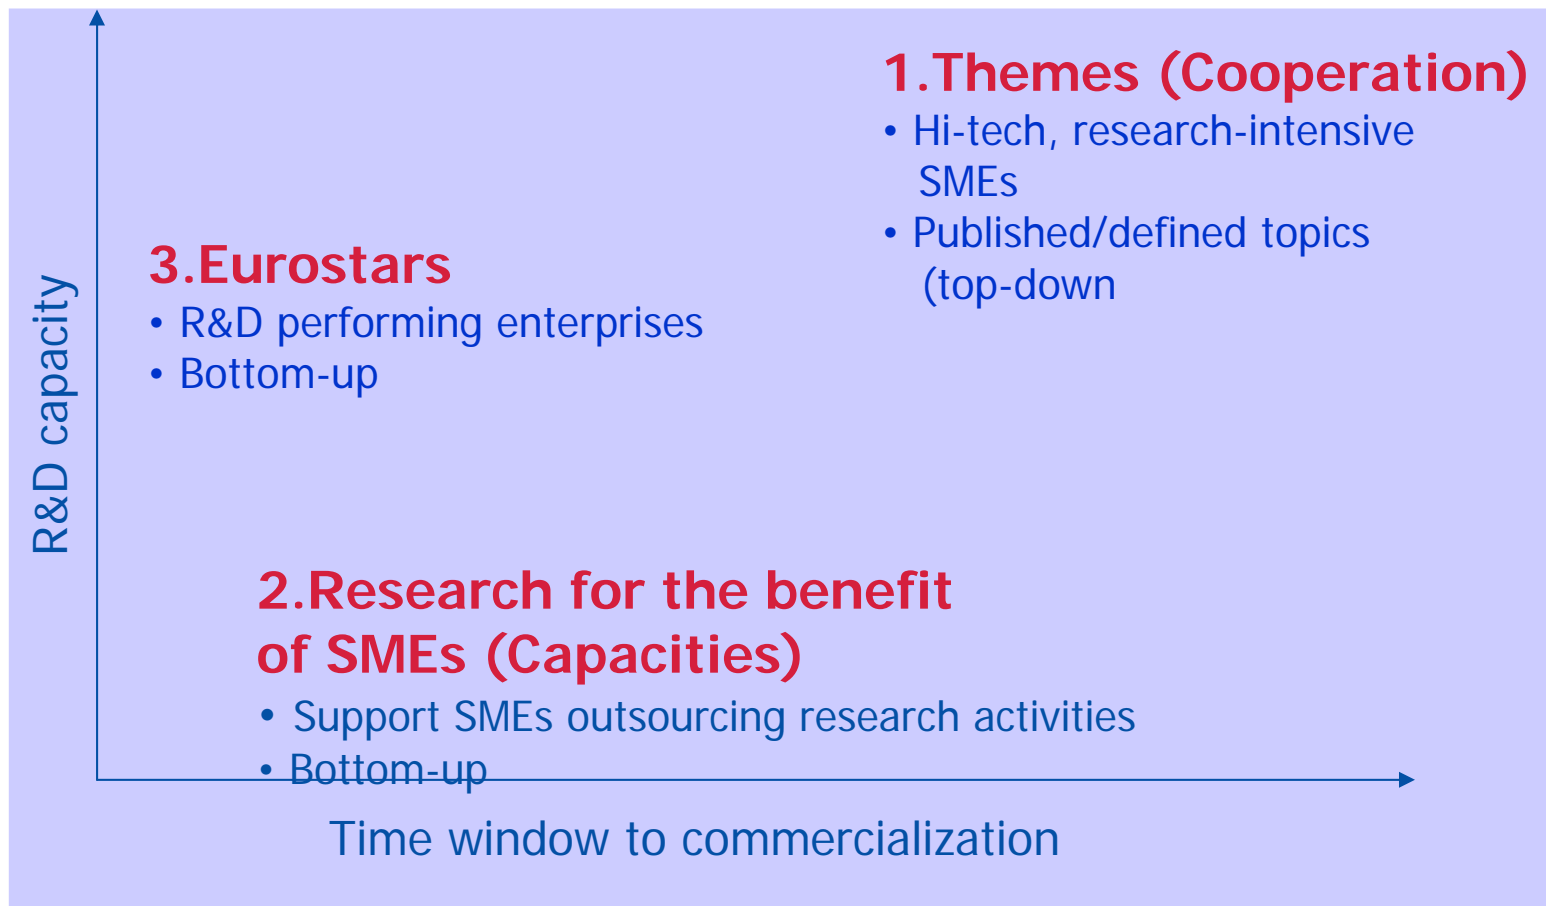 1.Themes (Cooperation)
• Hi-tech, research-intensive
SMEs
• Published/defined topics
(top-down
3.Eurostars
• R&D performing enterprises
• Bottom-up
R&D capacity
2.Research for the benefit
of SMEs (Capacities)
• Support SMEs outsourcing research activities
• Bottom-up
Time window to commercialization